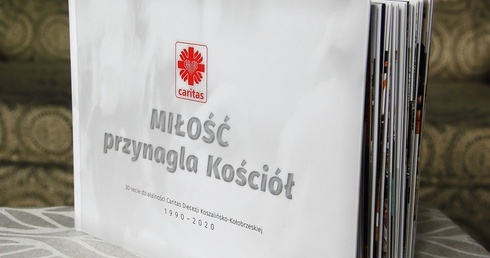 caritas
MIŁOŚĆ
przynagla Kościół
30-lecie działalności Caritas Diecezji Koszalińsko-Kołobrzeskiej
1990-2020